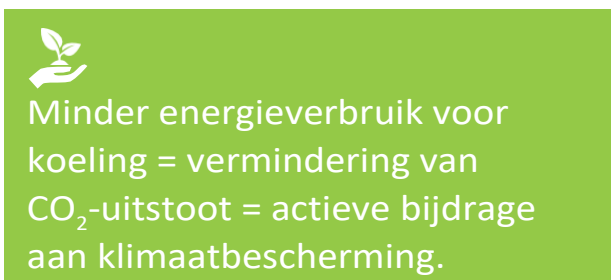 Minder energieverbruik voor
koeling = vermindering van
CO₂-uitstoot = actieve bijdrage
aan klimaatbescherming.